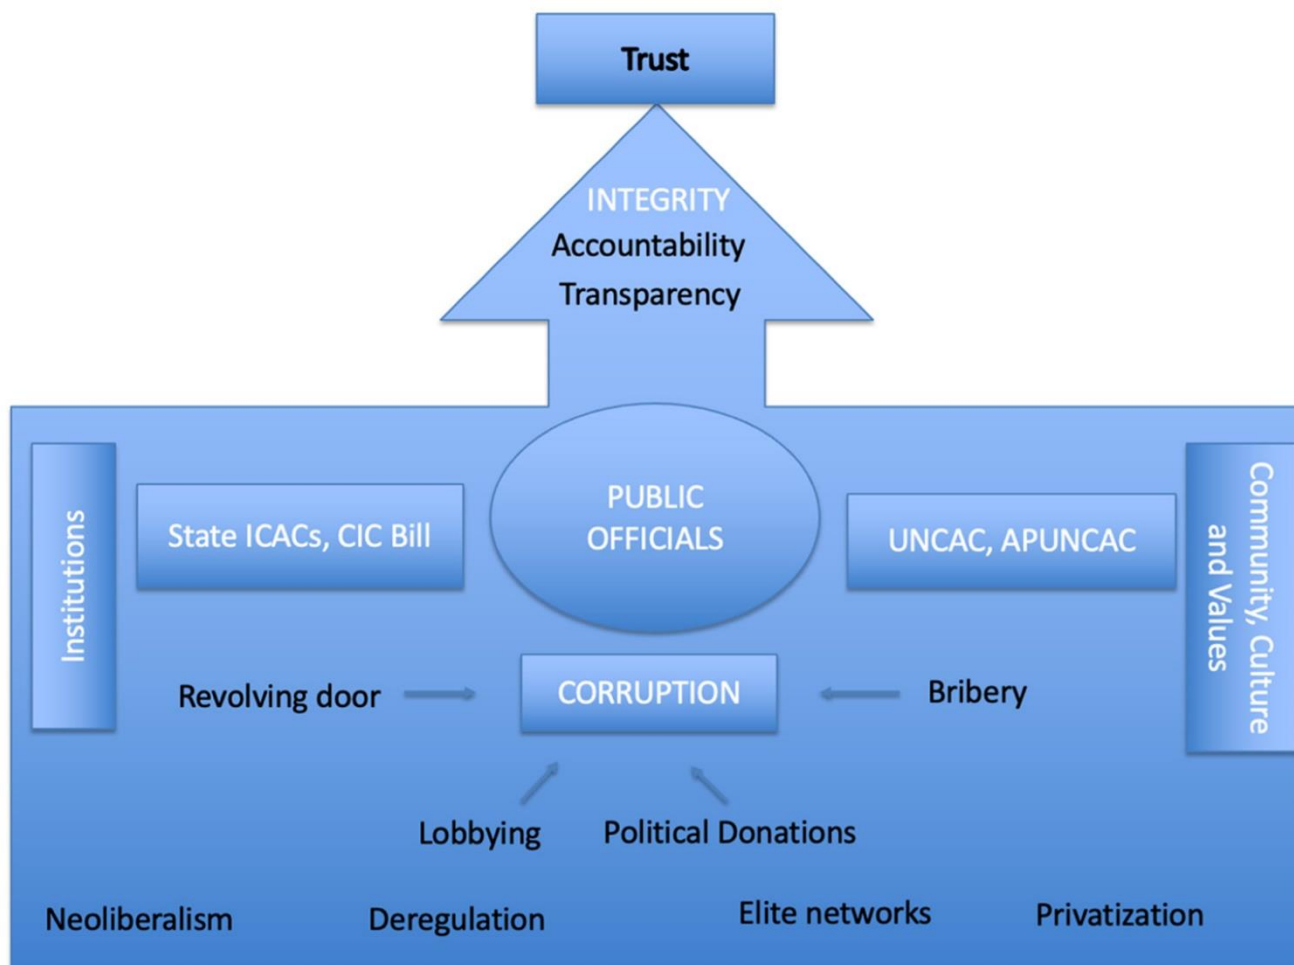 Trust
INTEGRITY
Accountability
Transparency
Institutions
State ICACs, CIC Bill
PUBLIC
OFFICIALS
UNCAC, APUNCAC
Community, Culture
and Values
Revolving door
CORRUPTION
Bribery
Lobbying
Political Donations
Neoliberalism
Deregulation
Elite networks
Privatization